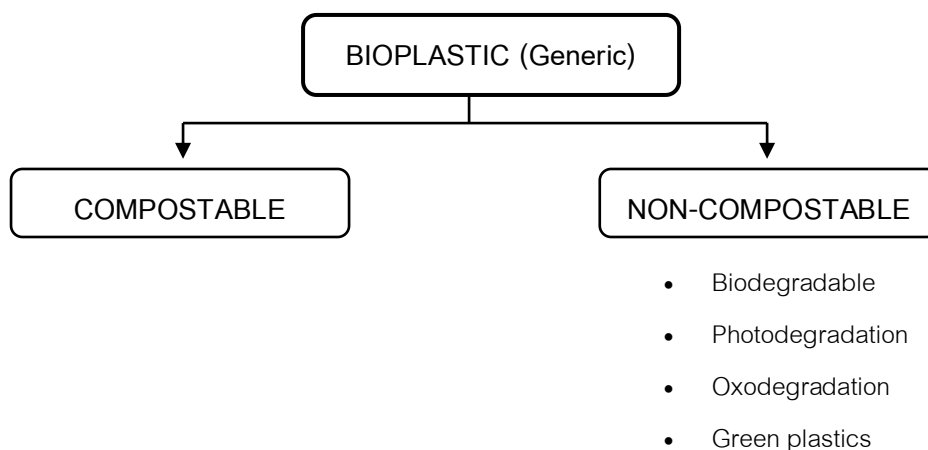 BIOPLASTIC (Generic)
COMPOSTABLE
NON-COMPOSTABLE
• Biodegradable
• Photodegradation
• Oxodegradation
• Green plastics